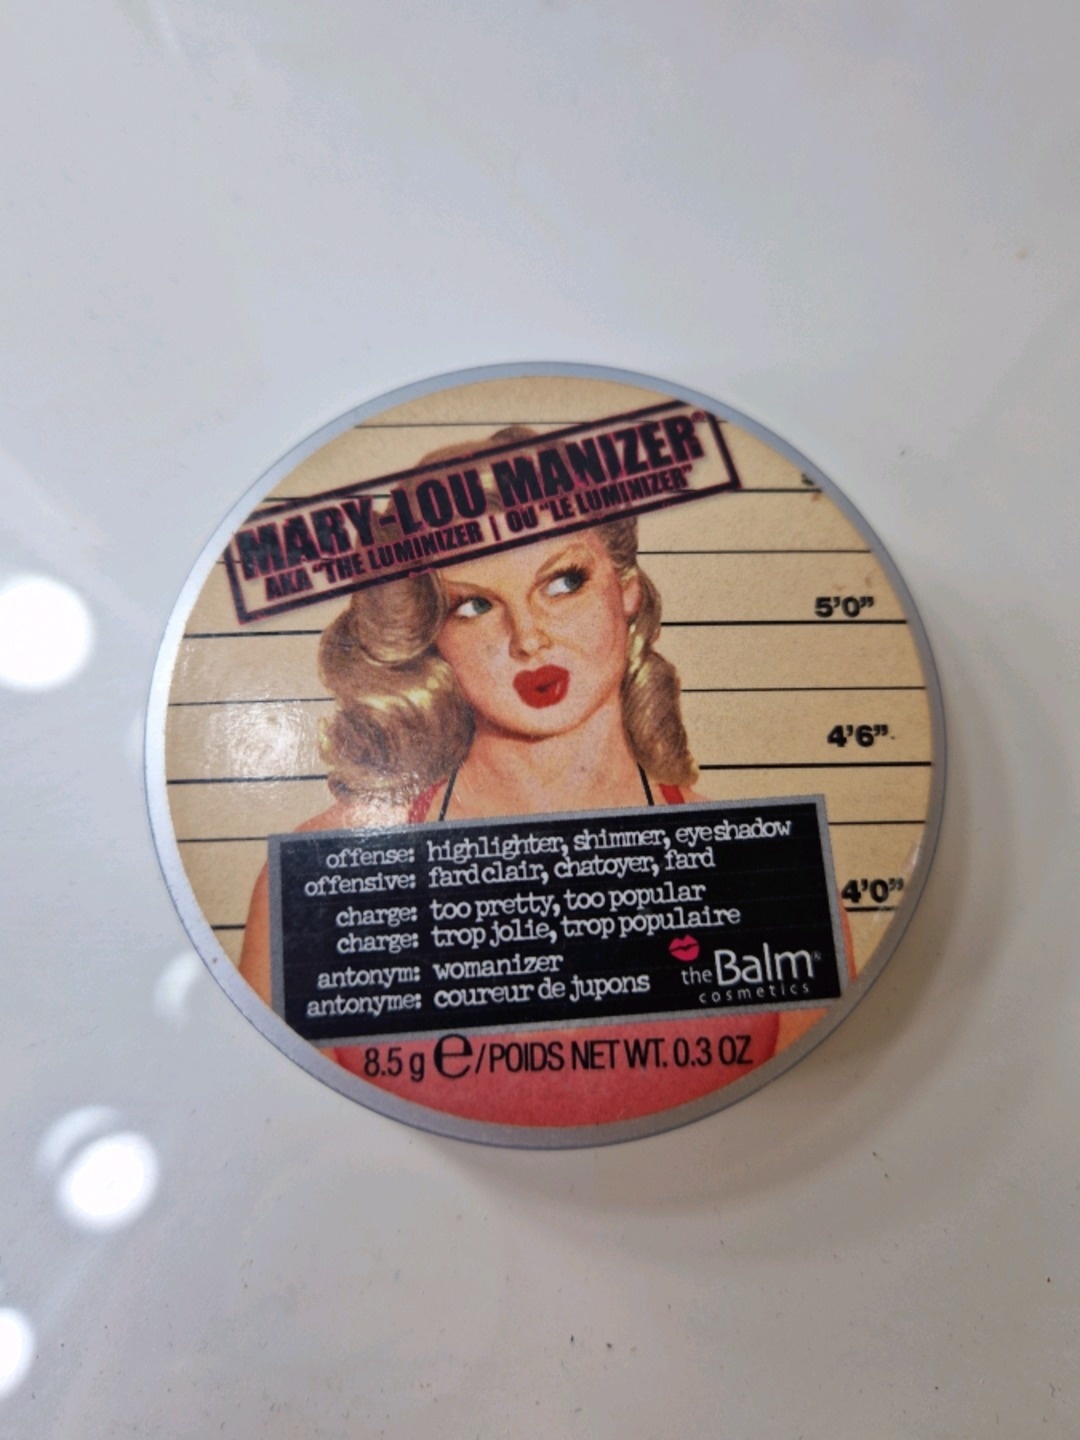 MARY-LOU MANIZER®
AKA "THE LUMINIZER | OU "LE LUMINIZER"
5'0"
4'6"
4'0"
offense: highlighter, shimmer, eyeshadow
offensive: fard clair, chatoyer, fard
charge: too pretty, too popular
charge: trop jolie, trop populaire
antonym: womanizer
antonyme: coureur de jupons
theBalm®
cosmetics
8.5 g e/POIDS NET WT. 0.3 OZ